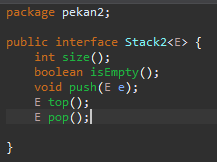 package pekan2;
public interface Stack2<E> {
int size();
boolean isEmpty();
void push(E e);
E top();
E pop();
}